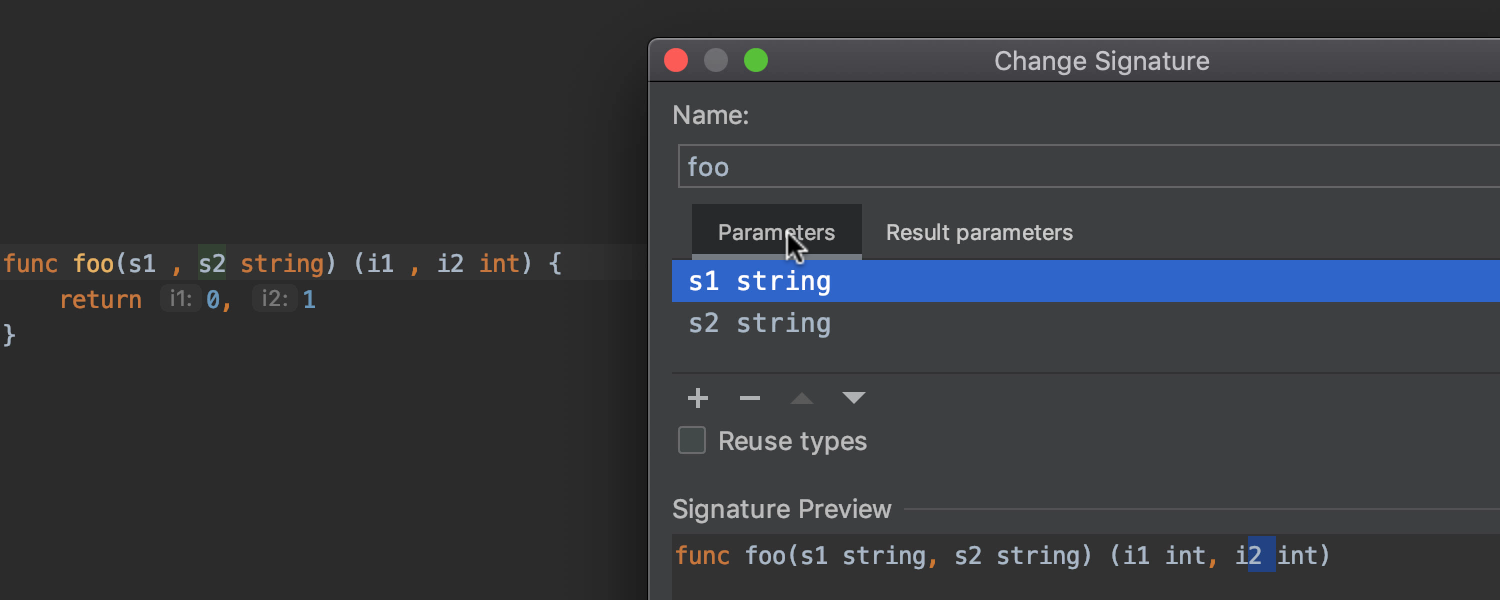 Change Signature
Name:
foo
Parameters Result parameters
s1 string
s2 string
Reuse types
Signature Preview
func foo(s1 string, s2 string) (i1 int, i2 int)
func foo(s1 , s2 string) (i1 , i2 int) {
return i1: 0, i2: 1
}